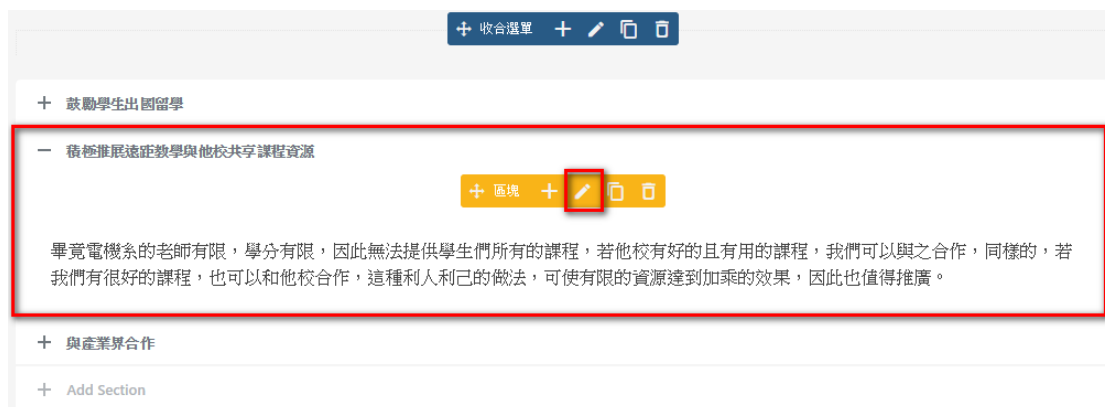 收合選單
鼓勵學生出國留學
積極推展遠距教學與他校共享課程資源
區塊
畢竟電機系的老師有限，學分有限，因此無法提供學生們所有的課程，若他校有好的且有用的課程，我們可以與之合作，同樣的，若
我們有很好的課程，也可以和他校合作，這種利人利己的做法，可使有限的資源達到加乘的效果，因此也值得推廣。
與產業界合作
Add Section